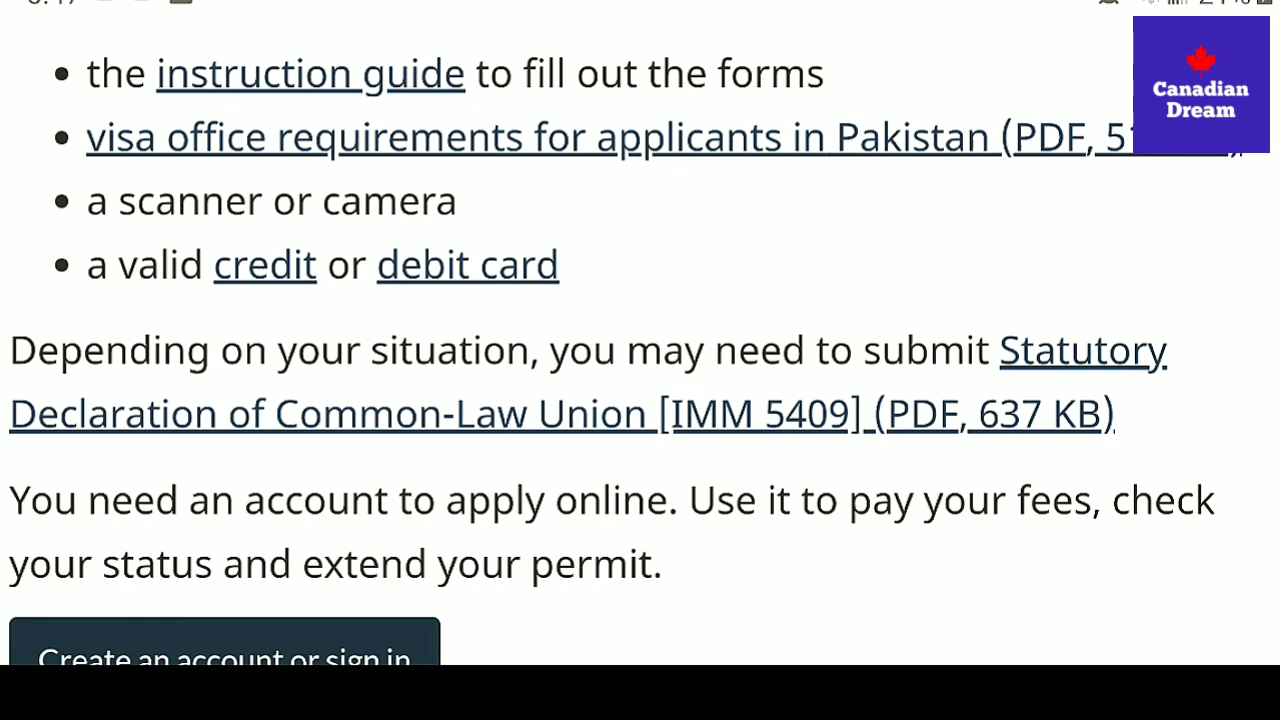 the instruction guide to fill out the forms
Canadian
Dream
visa office requirements for applicants in Pakistan (PDF,
a scanner or camera
a valid credit or debit card
Depending on your situation, you may need to submit Statutory
Declaration of Common-Law Union [IMM 5409] (PDF, 637 KB)
You need an account to apply online. Use it to pay your fees, check
your status and extend your permit.
Create an account or sign in